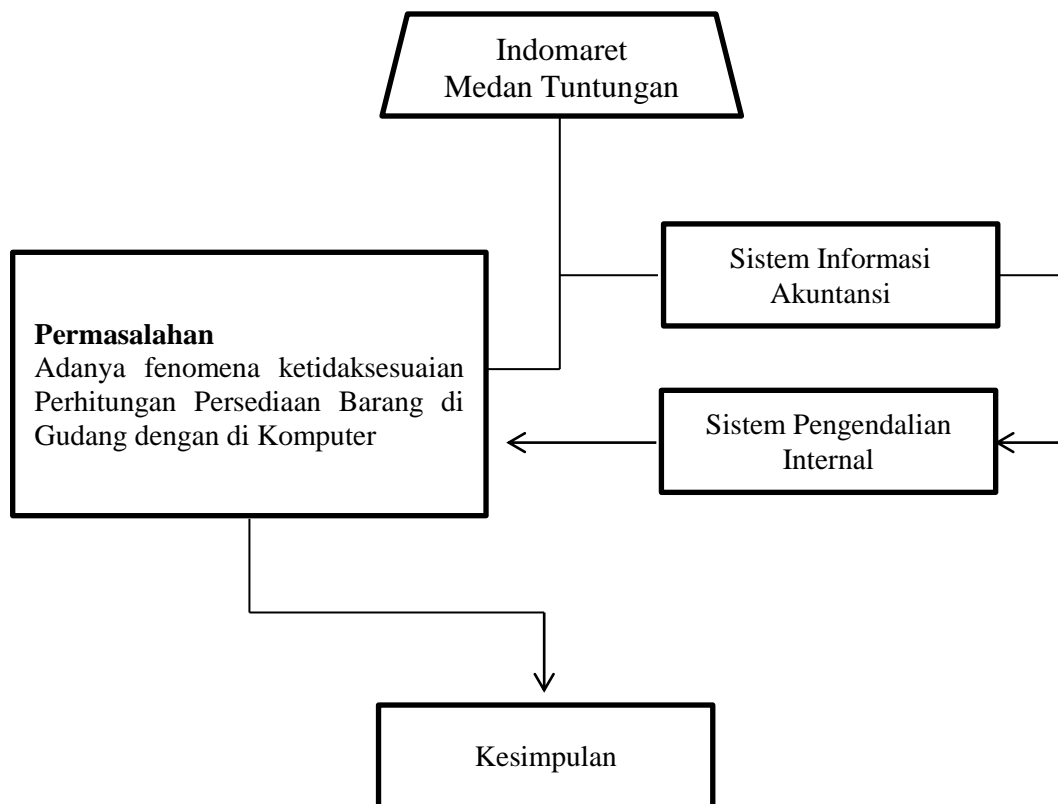 Indomaret
Medan Tuntungan
Sistem Informasi
Akuntansi
Permasalahan
Adanya fenomena ketidaksesuaian
Perhitungan Persediaan Barang di
Gudang dengan di Komputer
Sistem Pengendalian
Internal
Kesimpulan